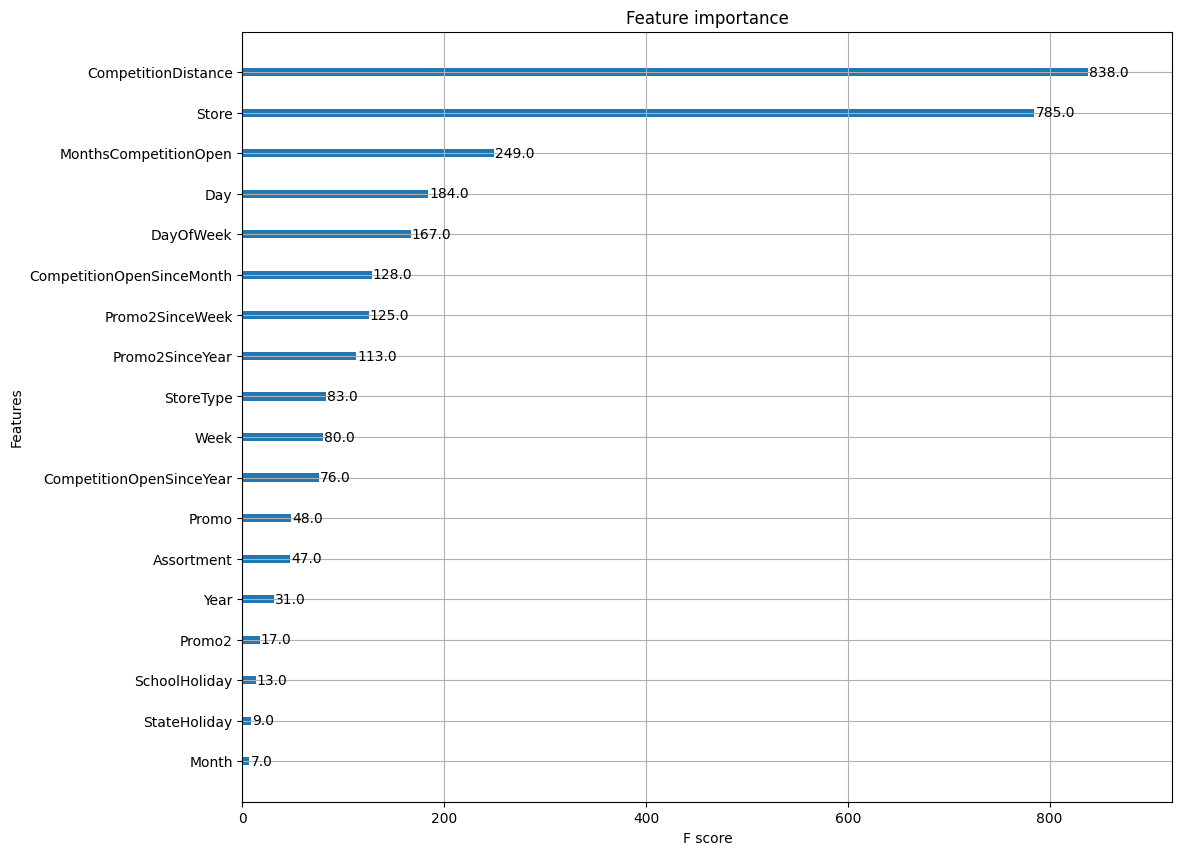 Feature importance
Features
CompetitionDistance 838.0
Store 785.0
MonthsCompetitionOpen 249.0
Day 184.0
DayOfWeek 167.0
CompetitionOpenSinceMonth 128.0
Promo2SinceWeek 125.0
Promo2SinceYear 113.0
StoreType 83.0
Week 80.0
CompetitionOpenSinceYear 76.0
Promo 48.0
Assortment 47.0
Year 31.0
Promo2 17.0
SchoolHoliday 13.0
StateHoliday 9.0
Month 7.0
0 200 400 600 800
F score